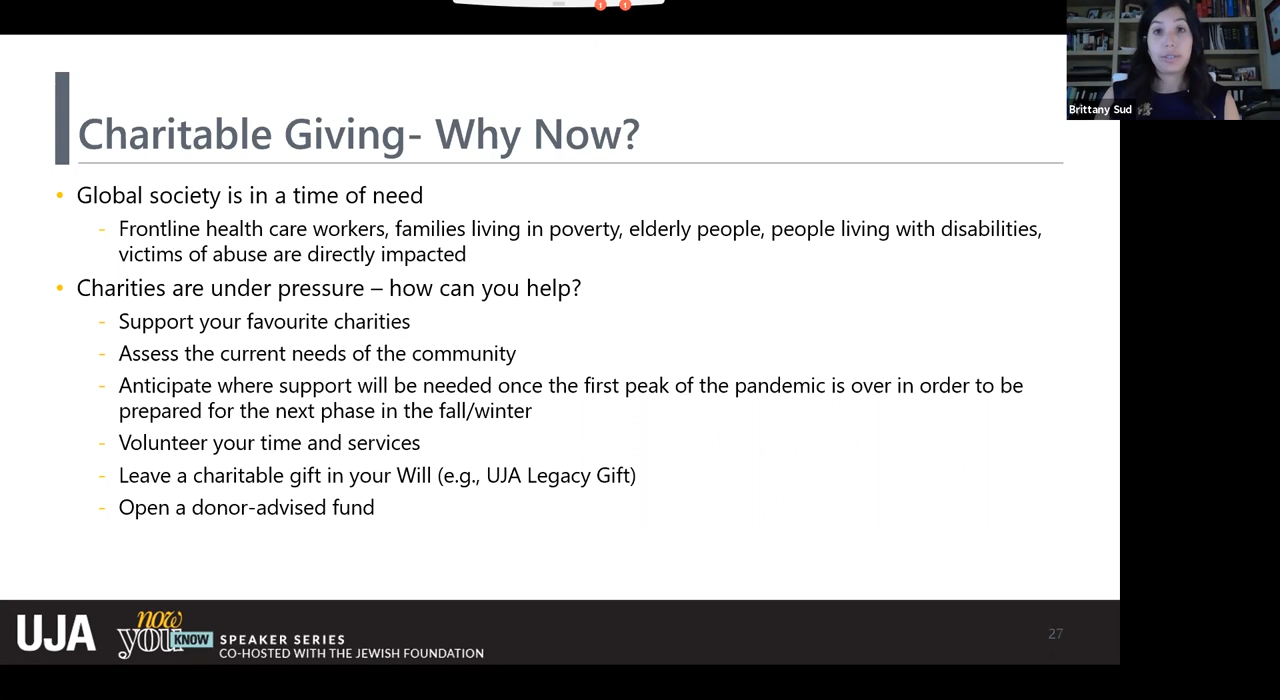 Brittany Sud
Charitable Giving- Why Now?
• Global society is in a time of need
- Frontline health care workers, families living in poverty, elderly people, people living with disabilities,
victims of abuse are directly impacted
• Charities are under pressure – how can you help?
- Support your favourite charities
- Assess the current needs of the community
- Anticipate where support will be needed once the first peak of the pandemic is over in order to be
prepared for the next phase in the fall/winter
- Volunteer your time and services
- Leave a charitable gift in your Will (e.g., UJA Legacy Gift)
- Open a donor-advised fund
UJA
now
you KNOW
SPEAKER SERIES
CO-HOSTED WITH THE JEWISH FOUNDATION
27